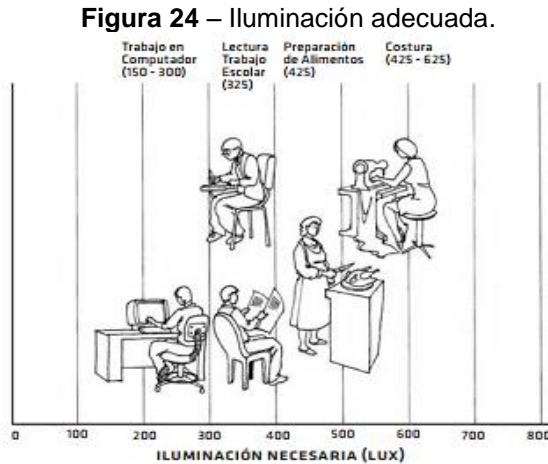 Figura 24 – Iluminación adecuada.
Trabajo en
Computador
(150 - 300)
Lectura
Trabajo
Escolar
(325)
Preparación
de Alimentos
(425)
Costura
(425 - 625)
0 100 200 300 400 500 600 700 800
ILUMINACIÓN NECESARIA (LUX)